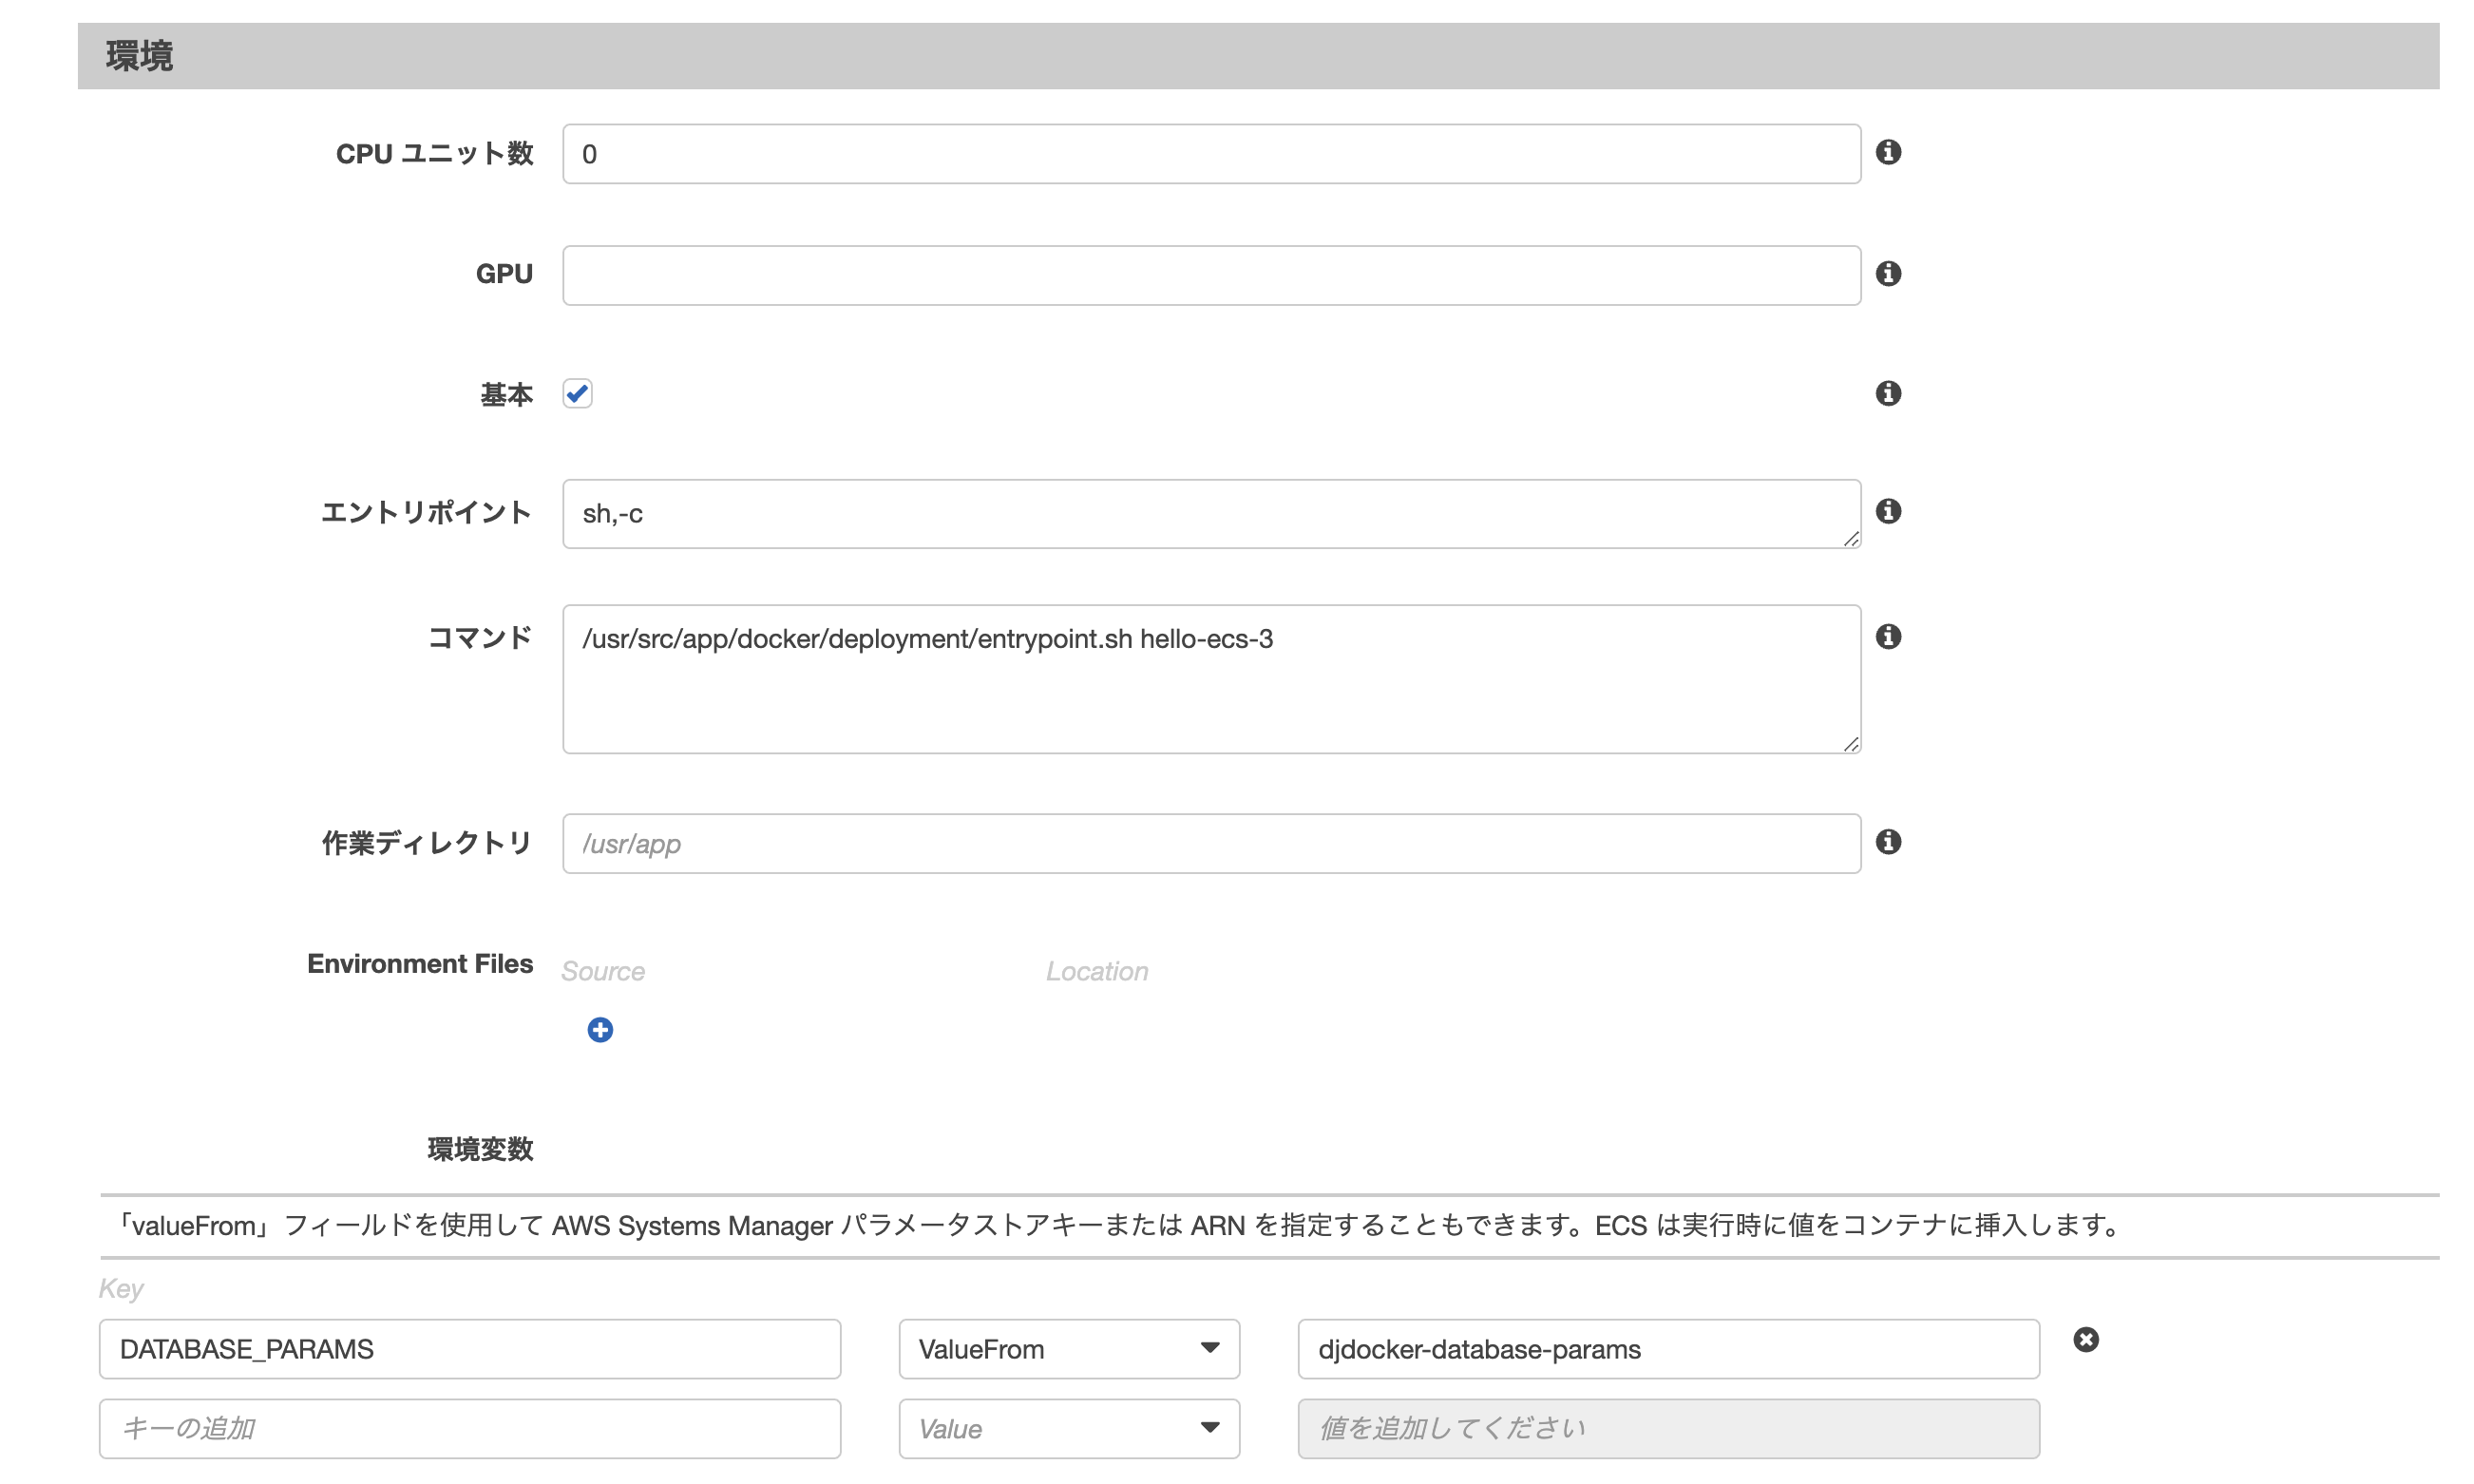 環境
CPU ユニット数
0
GPU
基本
エントリポイント
sh,-c
コマンド
/usr/src/app/docker/deployment/entrypoint.sh hello-ecs-3
作業ディレクトリ
/usr/app
Environment Files
Source Location
環境変数
「valueFrom」フィールドを使用して AWS Systems Manager パラメータストアキーまたは ARN を指定することもできます。ECS は実行時に値をコンテナに挿入します。
Key
DATABASE_PARAMS ValueFrom djdocker-database-params
キーの追加 Value 値を追加してください